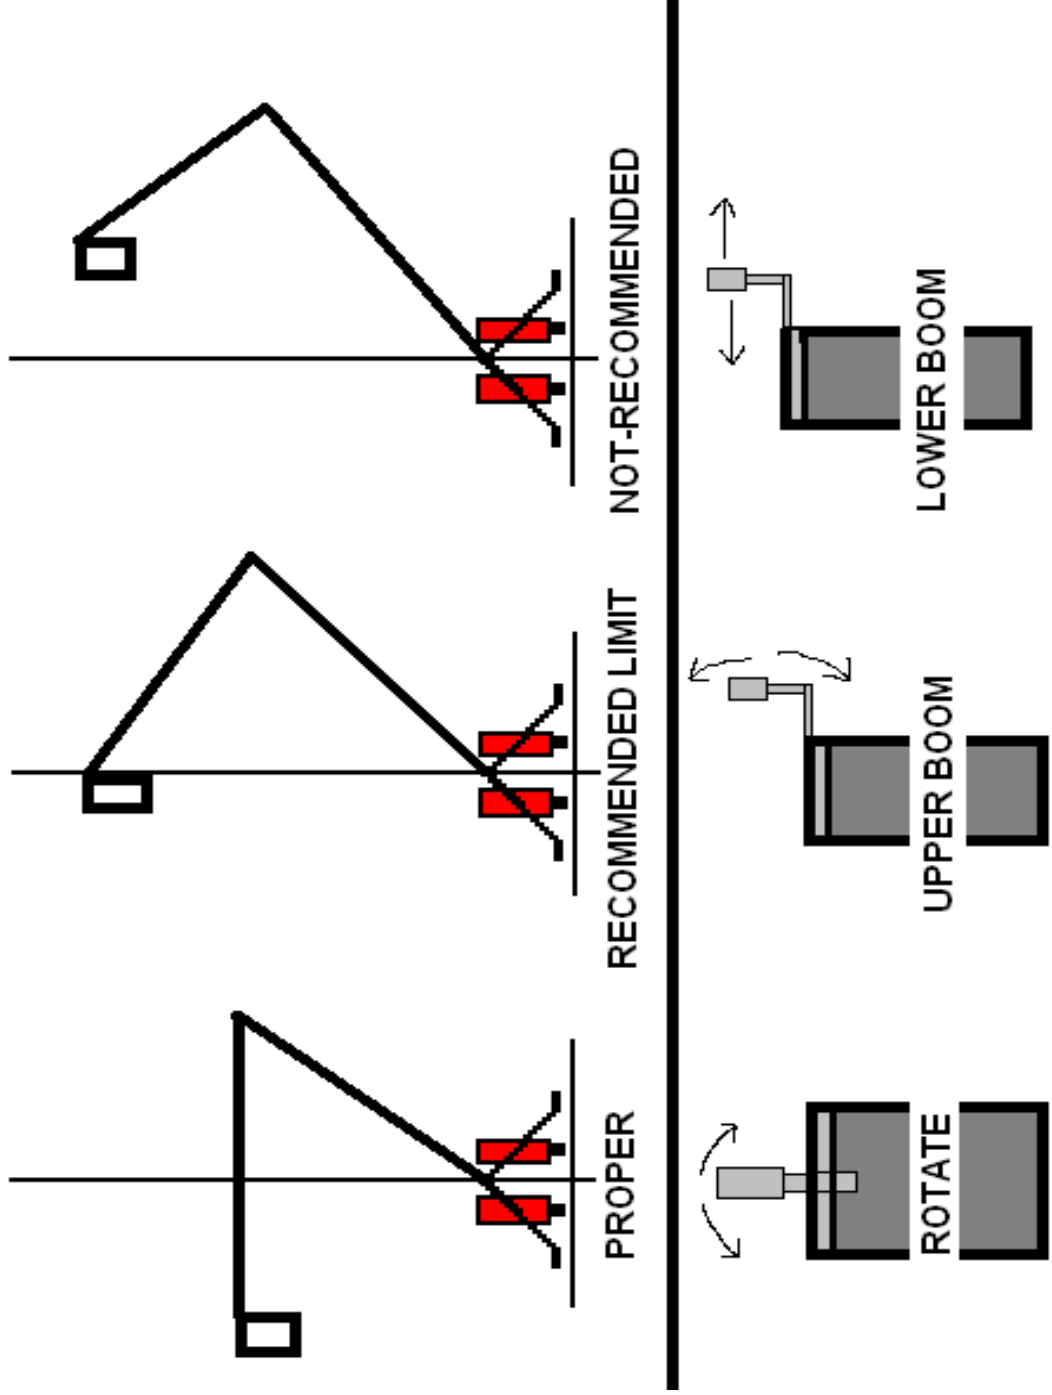 PROPER
RECOMMENDED LIMIT
NOT-RECOMMENDED
ROTATE
UPPER BOOM
LOWER BOOM